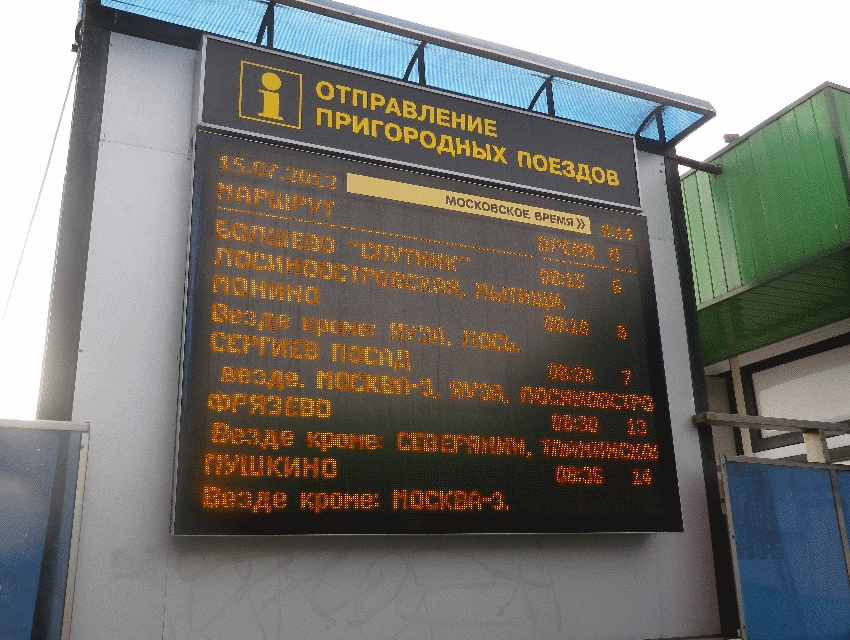 ОТПРАВЛЕНИЕ
ПРИГОРОДНЫХ ПОЕЗДОВ
МОСКОВСКОЕ ВРЕМЯ »
МАРШРУТ ВРЕМЯ П
БОЛШЕВО "СПУТНИК" 08:15 6
ЛОСИНООСТРОВСКАЯ, МЫТИЩИ,
МОНИНО 08:18 8
Везде кроме: ЯУЗА, ЛОСЬ.
СЕРГИЕВ ПОСАД 08:24 7
везде. МОСКВА-3, ЯУЗА, ЛОСИНООСТРО
ФРЯЗЕВО 08:30 13
Везде кроме: СЕВЕРЯНИН, ТАЙНИНСКАЯ
ПУШКИНО 08:35 14
Везде кроме: МОСКВА-3.